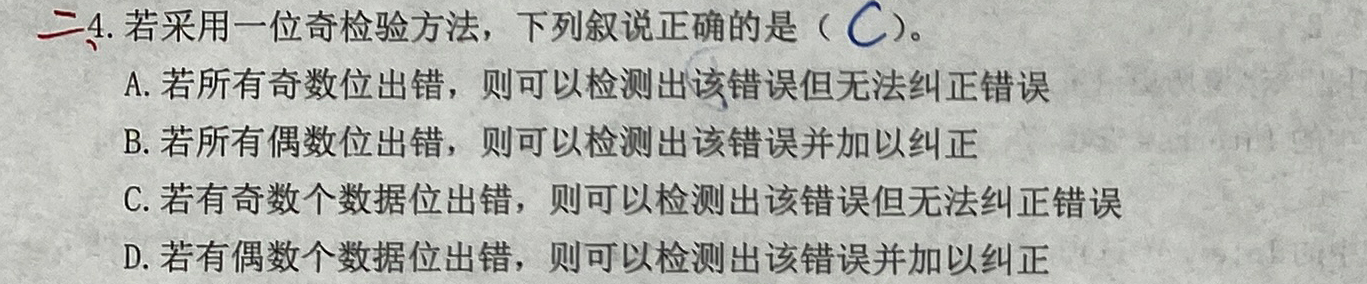 二、4. 若采用一位奇检验方法，下列叙说正确的是（ C ）。
A. 若所有奇数位出错，则可以检测出该错误但无法纠正错误
B. 若所有偶数位出错，则可以检测出该错误并加以纠正
C. 若有奇数个数据位出错，则可以检测出该错误但无法纠正错误
D. 若有偶数个数据位出错，则可以检测出该错误并加以纠正